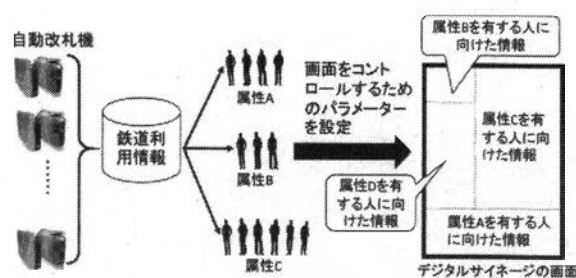 自動改札機
鉄道利
用情報
属性A
属性B
属性C
画面をコント
ロールするため
のパラメーター
を設定
属性Bを有する人に
向けた情報
属性Cを有
する人に向
けた情報
属性Dを有
する人に向
けた情報
属性Aを有する人
に向けた情報
デジタルサイネージの画面